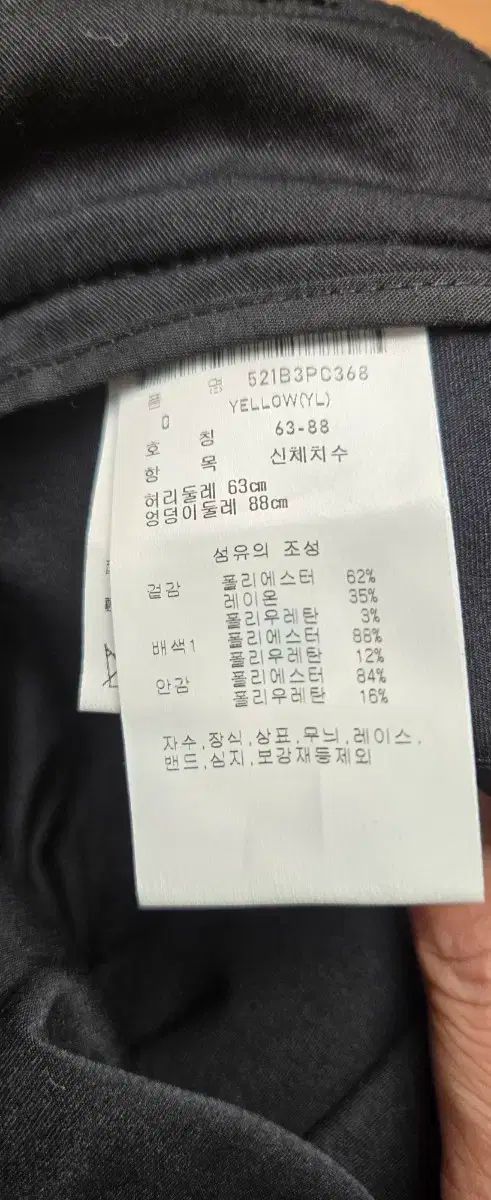 품 명 521B3PC368
0 YELLOW(YL)
호 칭 63-88
항 목 신체치수
허리둘레 63cm
엉덩이둘레 88cm
섬유의 조성
겉감 폴리에스터 62%
레이온 35%
폴리우레탄 3%
배색1 폴리에스터 88%
폴리우레탄 12%
안감 폴리에스터 84%
폴리우레탄 16%
자수,장식,상표,무늬,레이스,
밴드,심지,보강재등제외